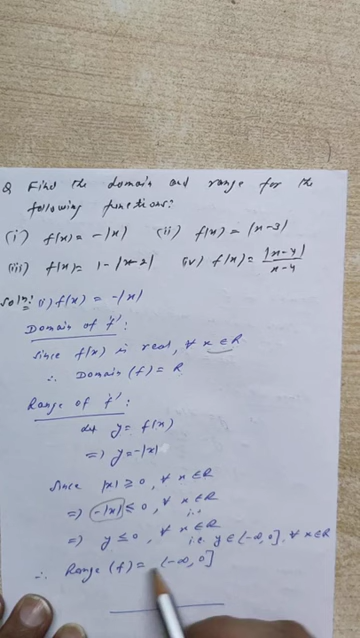 Q Find the domain and range for the
following functions:
(i) f(x) = -|x| (ii) f(x) = |x-3|
(iii) f(x) = 1-|x-2| (iv) f(x) = |x-4|/x-4
Soln: (i) f(x) = -|x|
Domain of 'f':
Since f(x) is real, ∀ x ∈ R
∴ Domain (f) = R
Range of 'f':
let y = f(x)
=) y = -|x|
Since |x| ≥ 0, ∀ x ∈ R
=) -|x| ≤ 0, ∀ x ∈ R
=) y ≤ 0, ∀ x ∈ R i.e. y ∈ (-∞, 0], ∀ x ∈ R
∴ Range (f) = (-∞, 0]